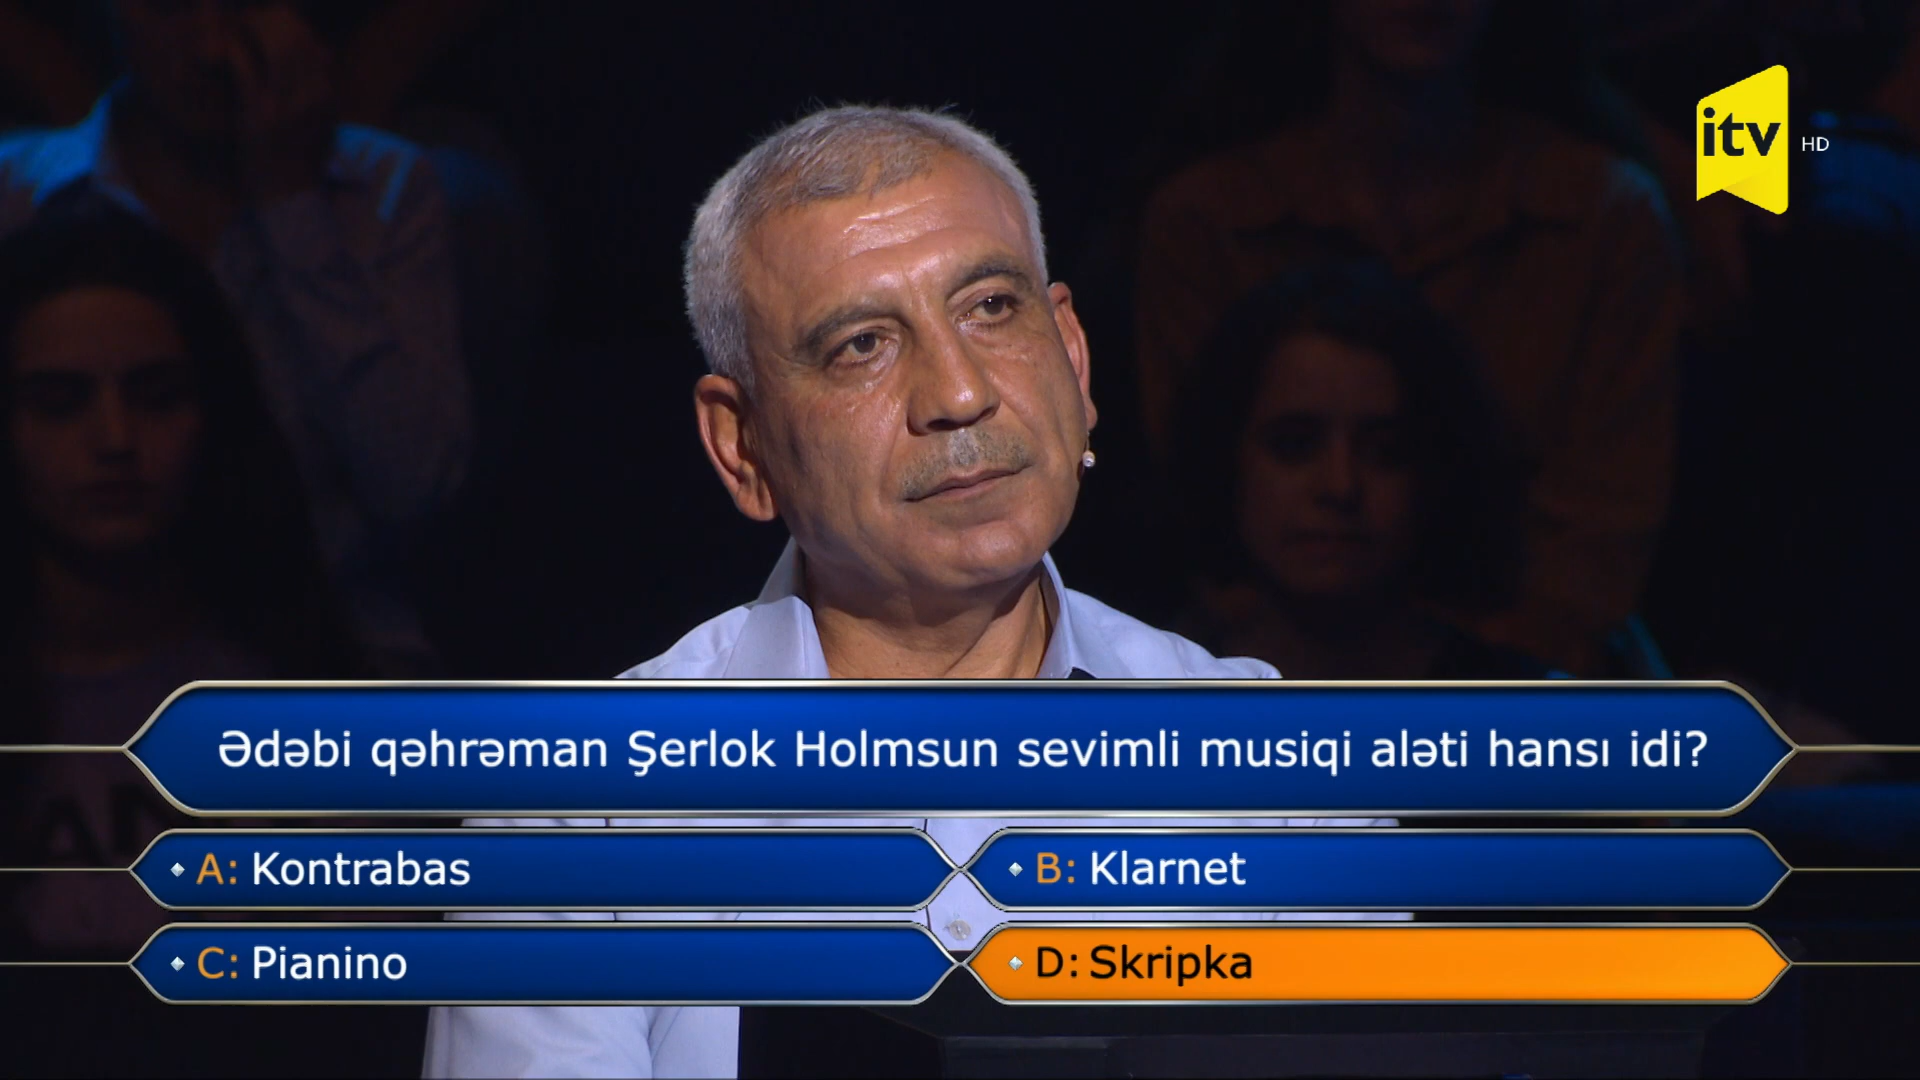 itv HD
Ədəbi qəhrəman Şerlok Holmsun sevimli musiqi aləti hansı idi?
A: Kontrabas
B: Klarnet
C: Pianino
D: Skripka